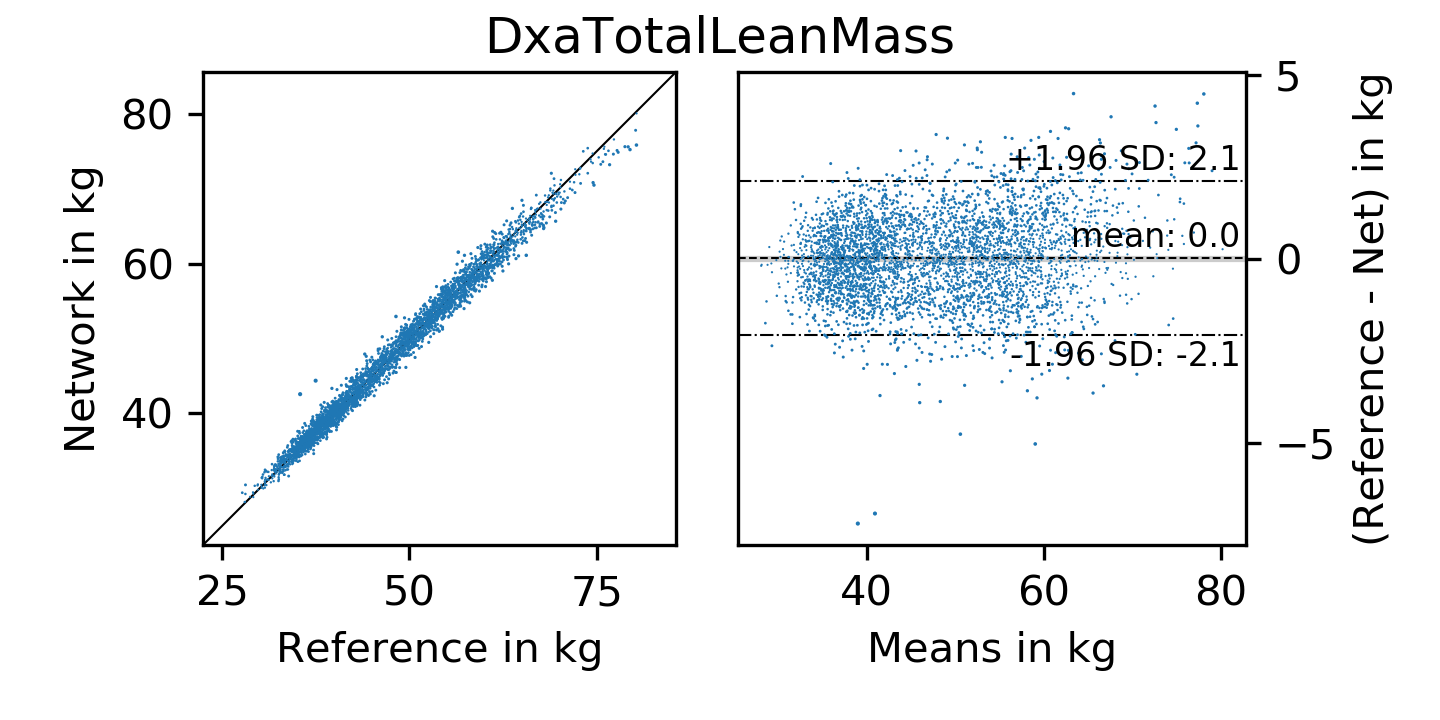 DxaTotalLeanMass
80
60
40
Network in kg
25 50 75
Reference in kg
+1.96 SD: 2.1
mean: 0.0
-1.96 SD: -2.1
5
0
−5
(Reference - Net) in kg
40 60 80
Means in kg